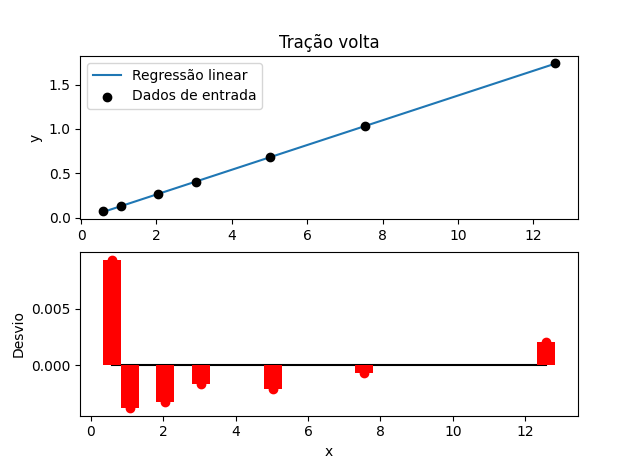 Tração volta
Regressão linear
Dados de entrada
y
1.5
1.0
0.5
0.0
0 2 4 6 8 10 12
Desvio
0.005
0.000
0 2 4 6 8 10 12
x